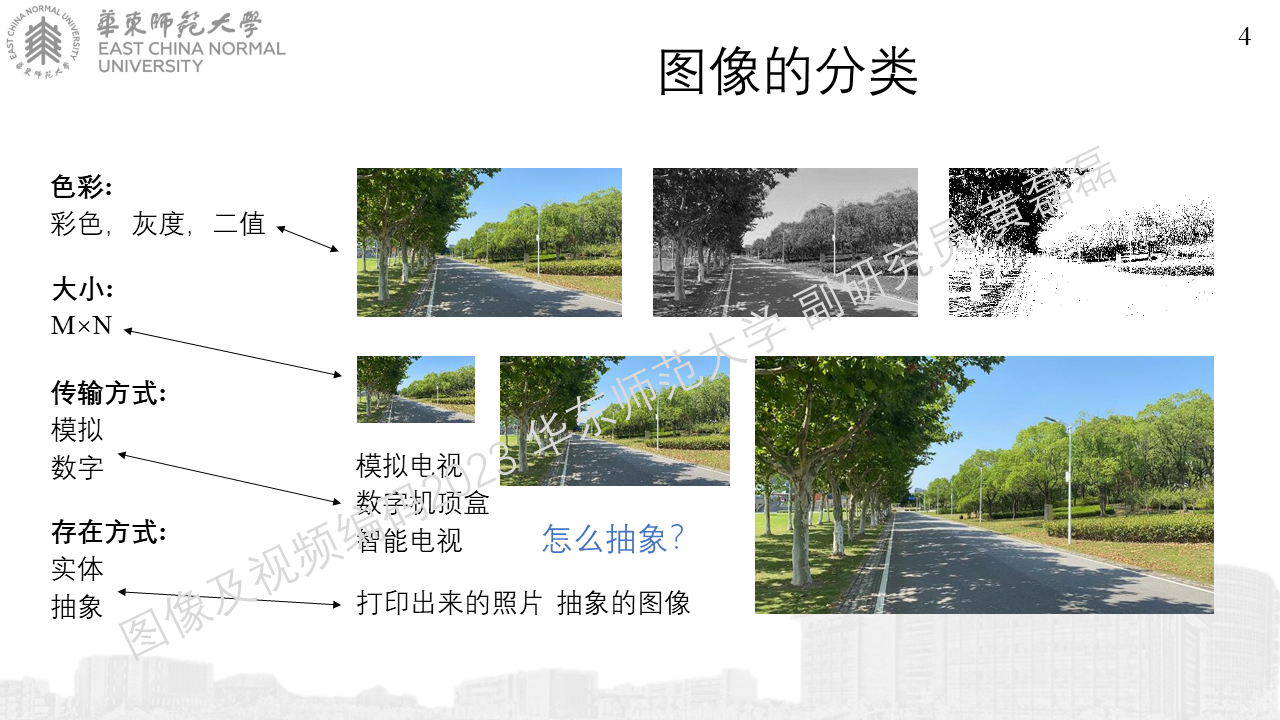 華東師範大學
EAST CHINA NORMAL
UNIVERSITY
EAST CHINA NORMAL UNIVERSITY
華東师范大学
4
图像的分类
色彩:
彩色，灰度，二值
大小:
M×N
传输方式:
模拟
数字
模拟电视
数字机顶盒
智能电视
怎么抽象?
存在方式:
实体
抽象
打印出来的照片 抽象的图像
图像及视频编码2023 华东师范大学 副研究员 黄磊磊